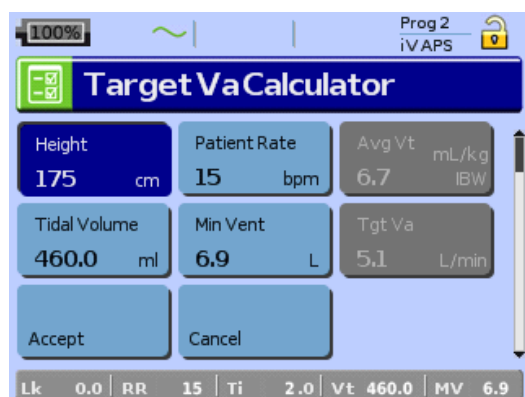 100%
Prog 2
iVAPS
Target Va Calculator
Height
175 cm
Patient Rate
15 bpm
Avg Vt
6.7 mL/kg IBW
Tidal Volume
460.0 ml
Min Vent
6.9 L
Tgt Va
5.1 L/min
Accept
Cancel
Lk 0.0 RR 15 Ti 2.0 Vt 460.0 MV 6.9